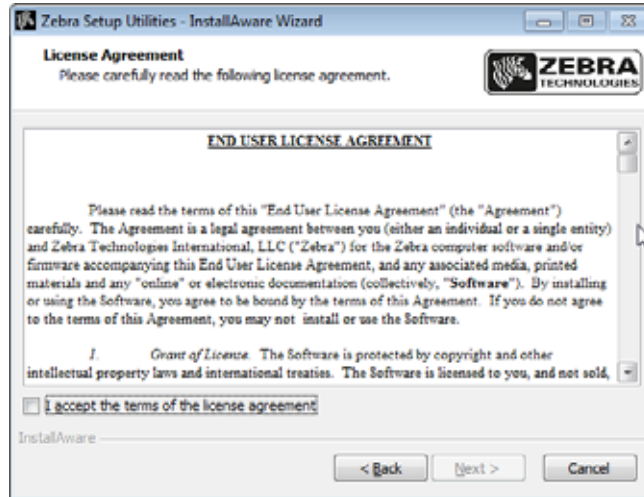 Zebra Setup Utilities - InstallAware Wizard
License Agreement
Please carefully read the following license agreement.
ZEBRA
TECHNOLOGIES
END USER LICENSE AGREEMENT
Please read the terms of this "End User License Agreement" (the "Agreement")
carefully. The Agreement is a legal agreement between you (either an individual or a single entity)
and Zebra Technologies International, LLC ("Zebra") for the Zebra computer software and/or
firmware accompanying this End User License Agreement, and any associated media, printed
materials and any "online" or electronic documentation (collectively, "Software"). By installing
or using the Software, you agree to be bound by the terms of this Agreement. If you do not agree
to the terms of this Agreement, you may not install or use the Software.
1. Grant of License. The Software is protected by copyright and other
intellectual property laws and international treaties. The Software is licensed to you, and not sold,
I accept the terms of the license agreement
InstallAware
< Back Next > Cancel